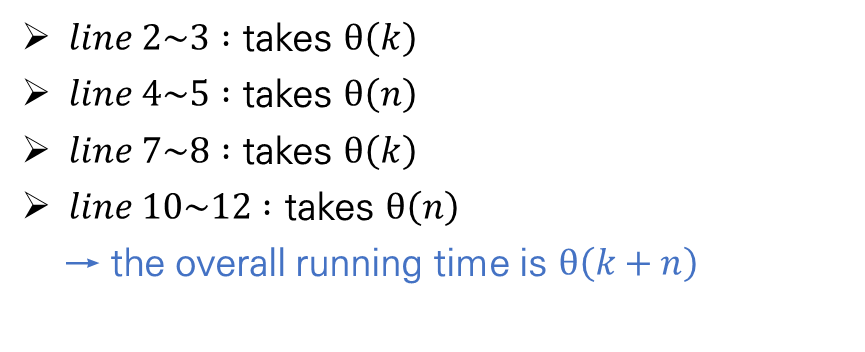 ➢ line 2~3 : takes θ(k)
➢ line 4~5 : takes θ(n)
➢ line 7~8 : takes θ(k)
➢ line 10~12 : takes θ(n)
→ the overall running time is θ(k + n)